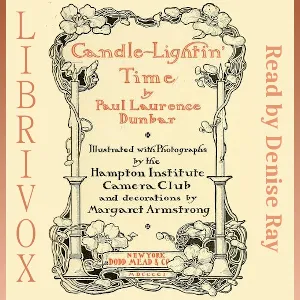 LIBRIVOX
Candle-Lightin'
Time
by
Paul Laurence
Dunbar
Illustrated with Photographs
by the
Hampton Institute
Camera Club
and decorations by
Margaret Armstrong
NEW YORK
DODD MEAD & CO
MDCCCCI
Read by Denise Ray